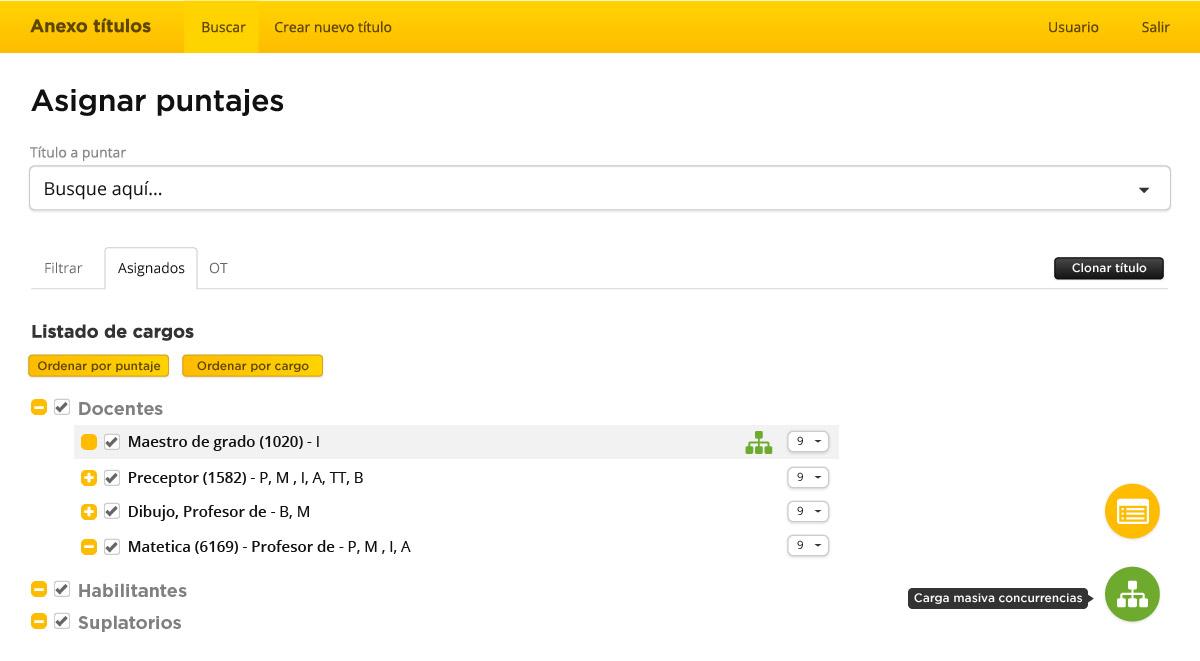 Anexo títulos Buscar Crear nuevo título Usuario Salir
Asignar puntajes
Título a puntar
Busque aquí...
Filtrar Asignados OT Clonar título
Listado de cargos
Ordenar por puntaje Ordenar por cargo
Docentes
Maestro de grado (1020) - I 9
Preceptor (1582) - P, M , I, A, TT, B 9
Dibujo, Profesor de - B, M 9
Matetica (6169) - Profesor de - P, M , I, A 9
Habilitantes
Carga masiva concurrencias
Suplatorios